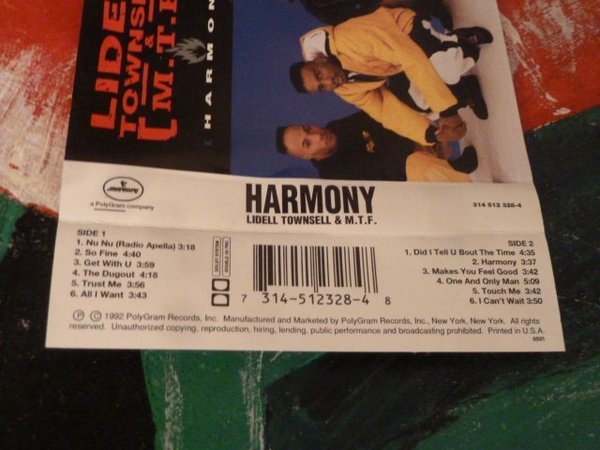 LIDE
TOWNS
&
[ M.T.
HARMON
mercury
a PolyGram company
HARMONY
LIDELL TOWNSELL & M.T.F.
314 512 328-4
SIDE 1
1. Nu Nu (Radio Apella) 3:18
2. So Fine 4:40
3. Get With U 3:59
4. The Dugout 4:18
5. Trust Me 3:56
6. All I Want 3:43
DOLBY SYSTEM
7 314-512328-4 8
SIDE 2
1. Did I Tell U Bout The Time 4:35
2. Harmony 3:37
3. Makes You Feel Good 3:42
4. One And Only Man 5:09
5. Touch Me 3:42
6. I Can't Wait 3:50
Ⓟ © 1992 PolyGram Records, Inc. Manufactured and Marketed by PolyGram Records, Inc., New York, New York. All rights
reserved. Unauthorized copying, reproduction, hiring, lending, public performance and broadcasting prohibited. Printed in U.S.A.